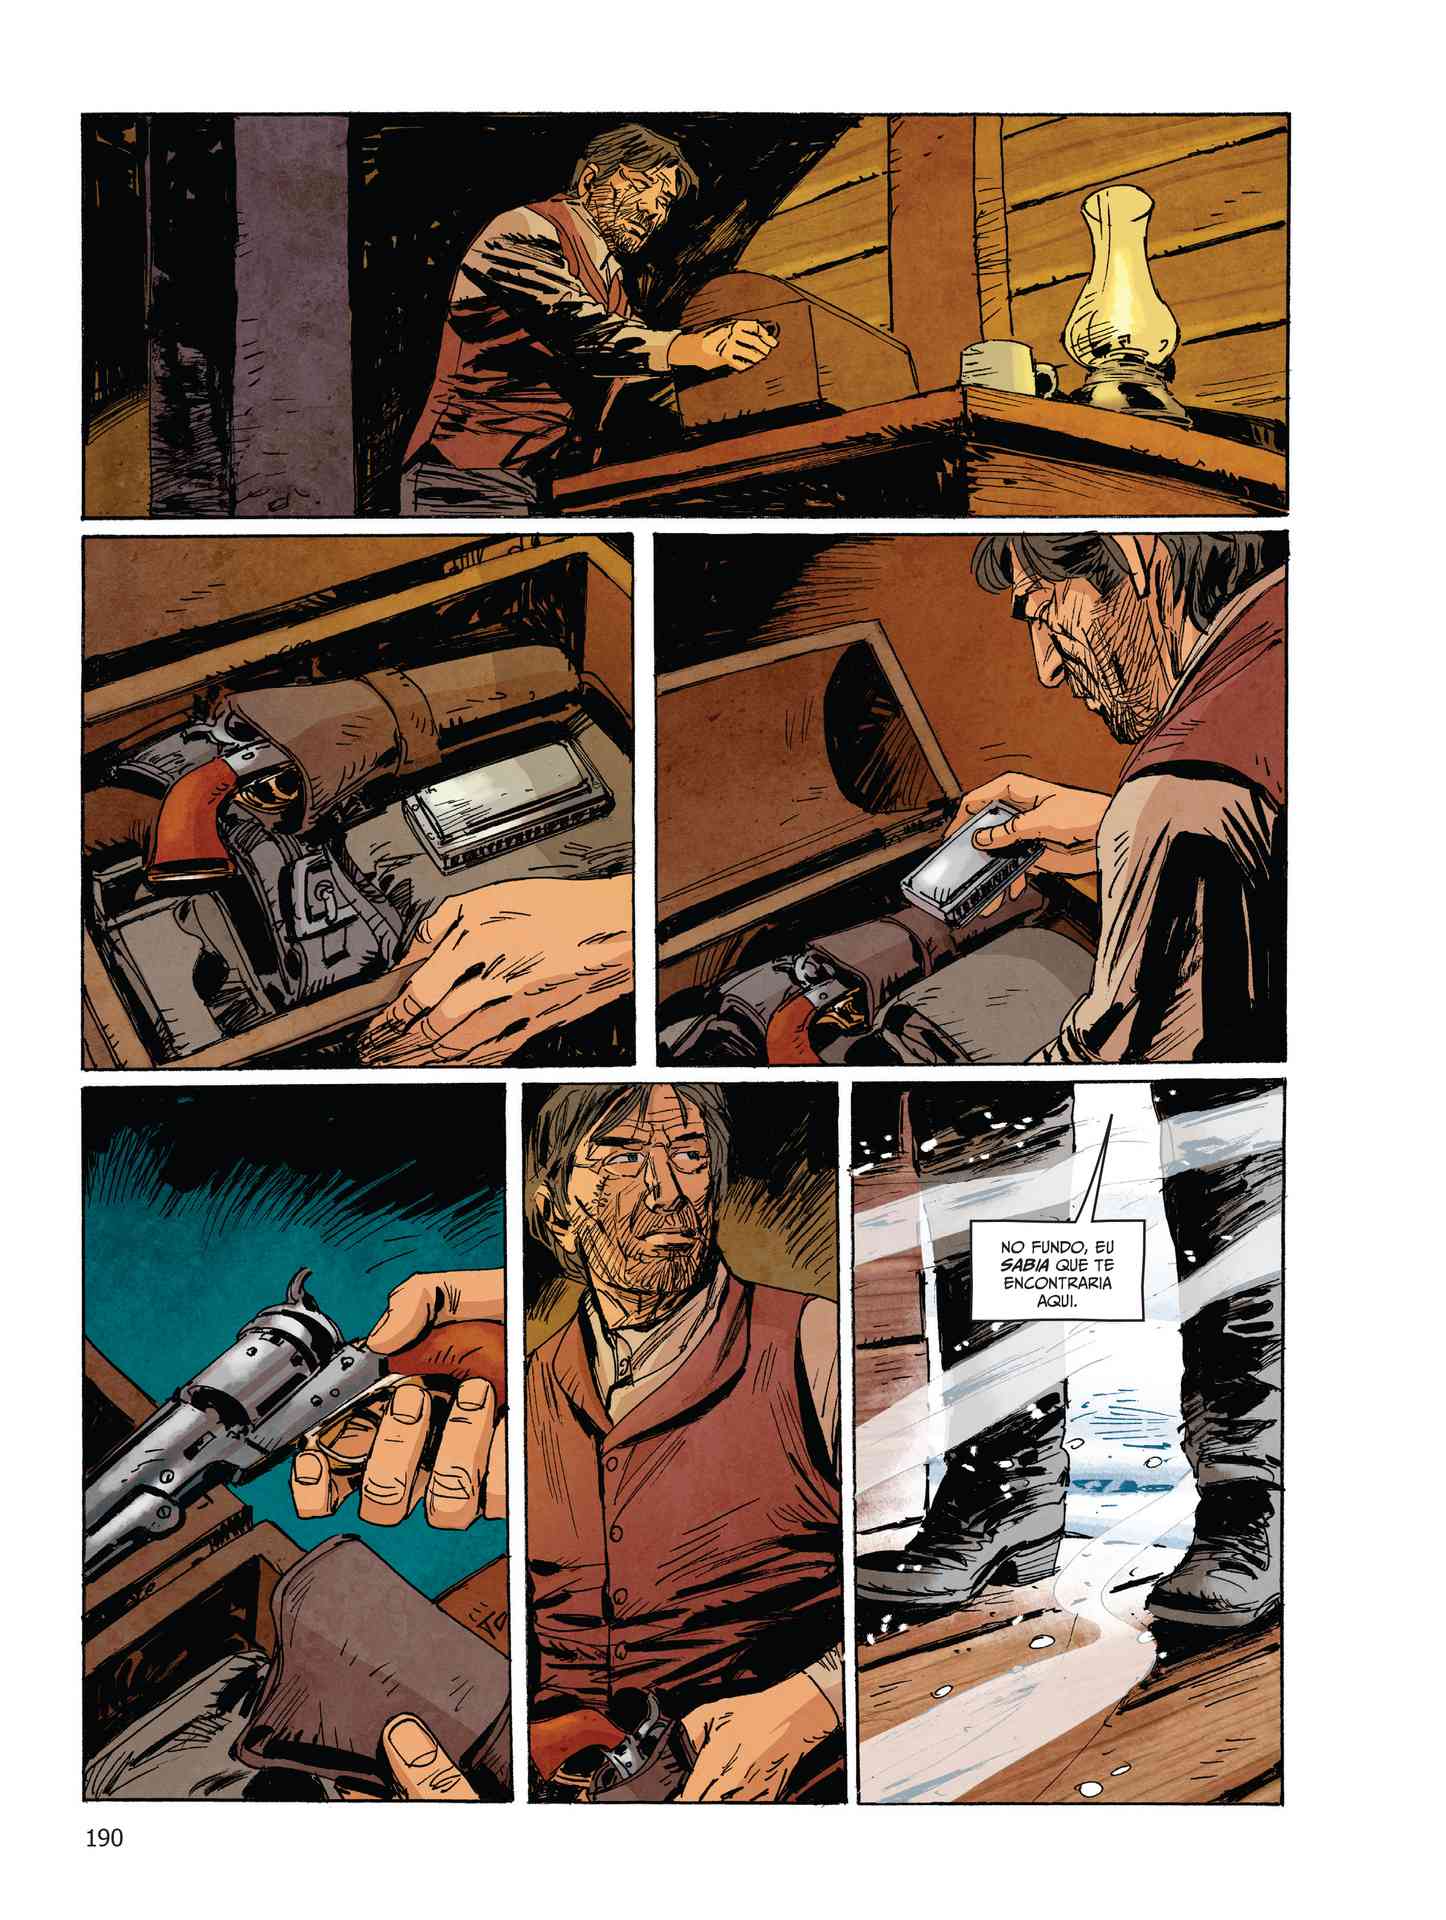 NO FUNDO, EU
SABIA QUE TE
ENCONTRARIA
AQUI.
190